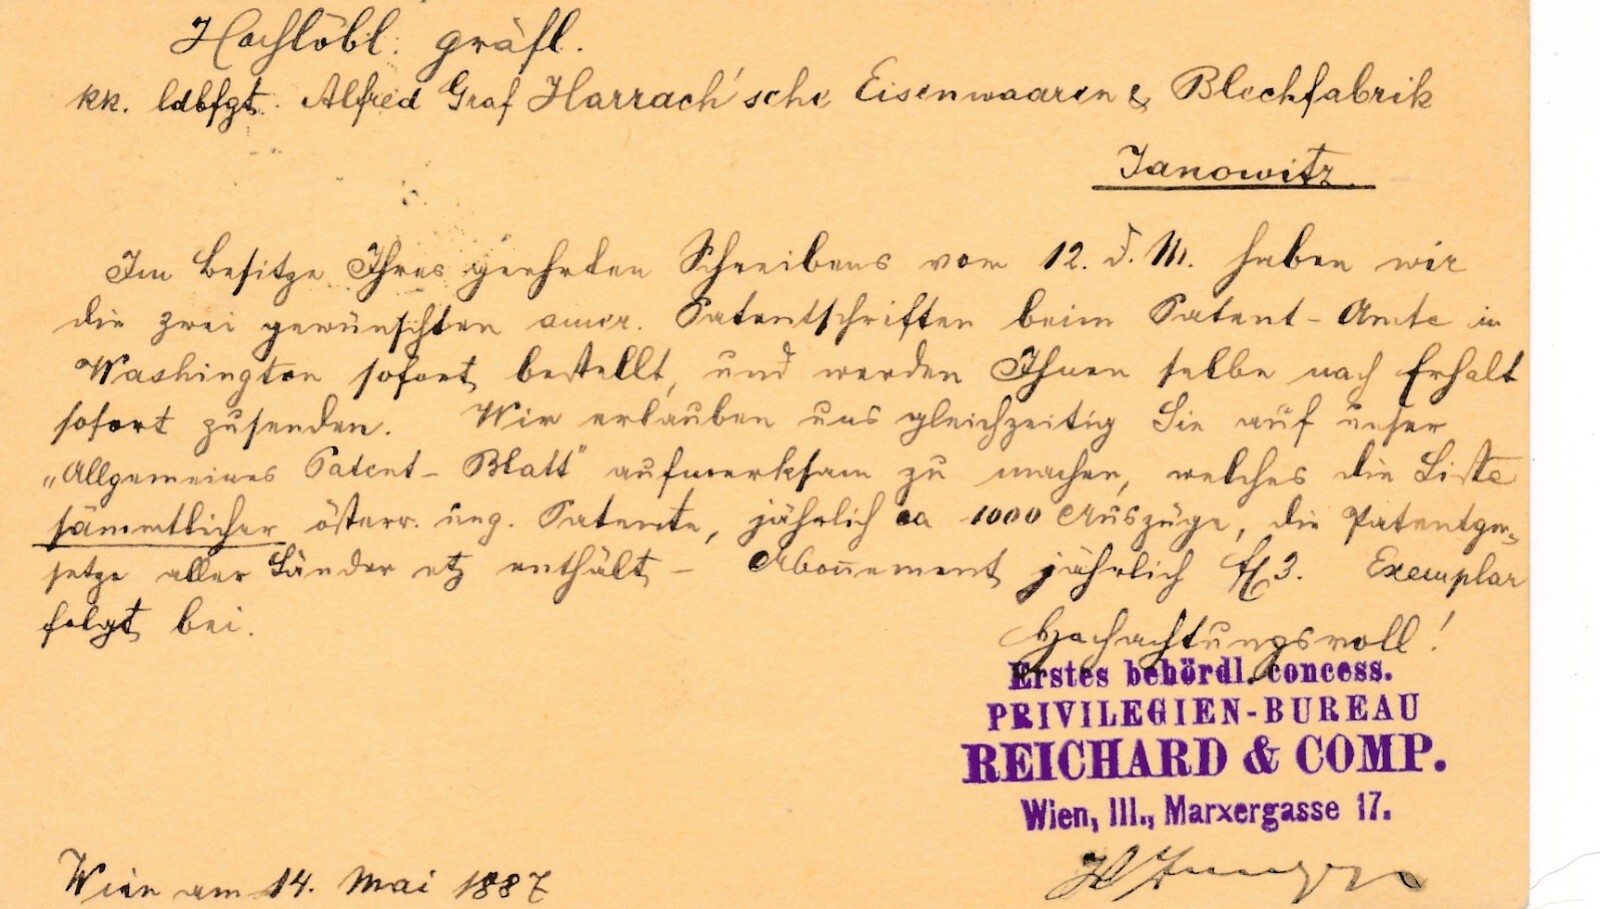 Hochlöbl. gräfl.
kk. ldbfgt. Alfred Graf Harrach'sche Eisenwaaren & Blechfabrik
Janowitz.
Im Besitze Ihres geehrten Schreibens vom 12. d. M. haben wir
die zwei gewünschten amer. Patentschriften beim Patent-Amte in
Washington sofort bestellt, und werden Ihnen selbe nach Erhalt
sofort zusenden. Wir erlauben uns gleichzeitig Sie auf unser
„Allgemeines Patent-Blatt" aufmerksam zu machen, welches die Liste
sämmtlicher österr. ung. Patente, jährlich ca 1000 Auszüge, die Patentge-
setze aller Länder etz enthält – Abonnement jährlich fl 3. Exemplar
folgt bei.
Hochachtungsvoll!
Erstes behördl. concess.
PRIVILEGIEN-BUREAU
REICHARD & COMP.
Wien, III., Marxergasse 17.
Wien am 14. Mai 1887